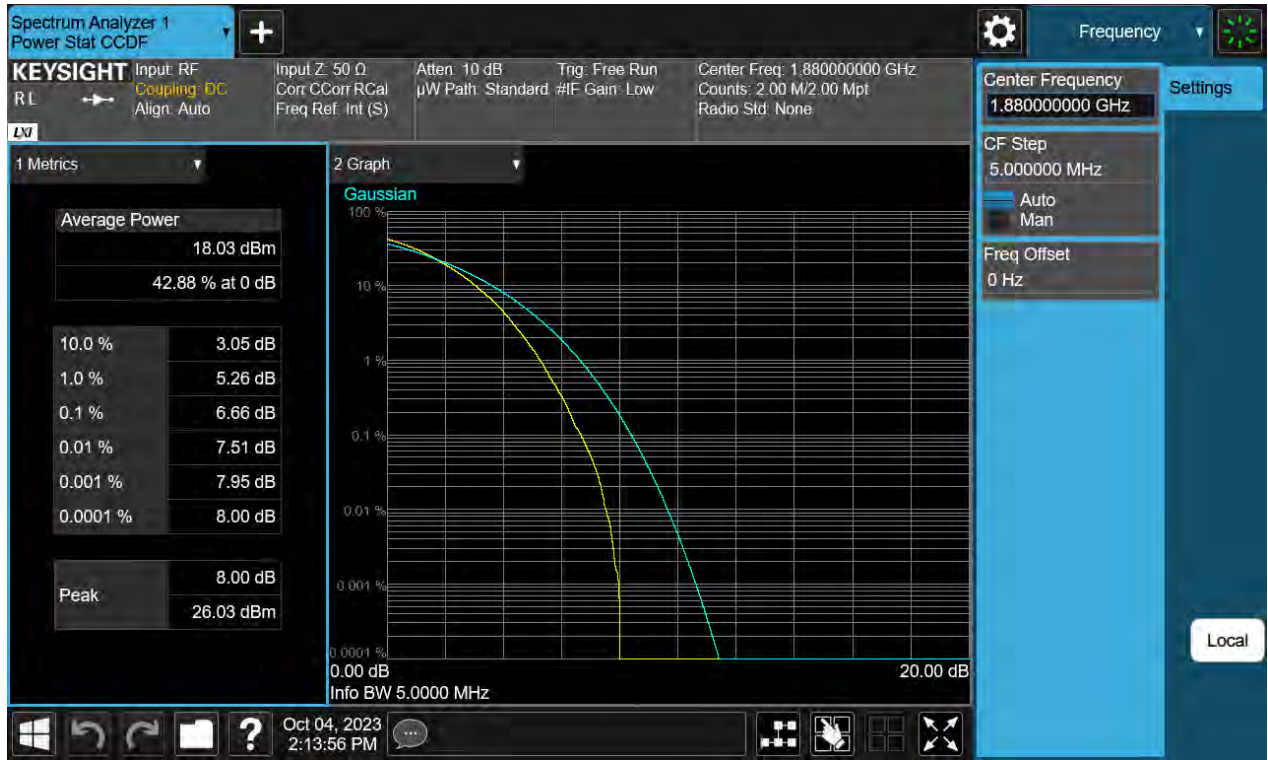 Spectrum Analyzer 1
Power Stat CCDF
Frequency
KEYSIGHT
RL
LXI
Input: RF
Coupling: DC
Align: Auto
Input Z: 50 Ω
Corr CCorr RCal
Freq Ref: Int (S)
Atten: 10 dB
µW Path: Standard
Trig: Free Run
#IF Gain: Low
Center Freq: 1.880000000 GHz
Counts: 2.00 M/2.00 Mpt
Radio Std: None
Center Frequency
1.880000000 GHz
Settings
CF Step
5.000000 MHz
Auto
Man
Freq Offset
0 Hz
1 Metrics
Average Power
18.03 dBm
42.88 % at 0 dB
10.0 % 3.05 dB
1.0 % 5.26 dB
0.1 % 6.66 dB
0.01 % 7.51 dB
0.001 % 7.95 dB
0.0001 % 8.00 dB
Peak
8.00 dB
26.03 dBm
2 Graph
Gaussian
100 %
10 %
1 %
0.1 %
0.01 %
0.001 %
0.0001 %
0.00 dB 20.00 dB
Info BW 5.0000 MHz
Local
?
Oct 04, 2023
2:13:56 PM